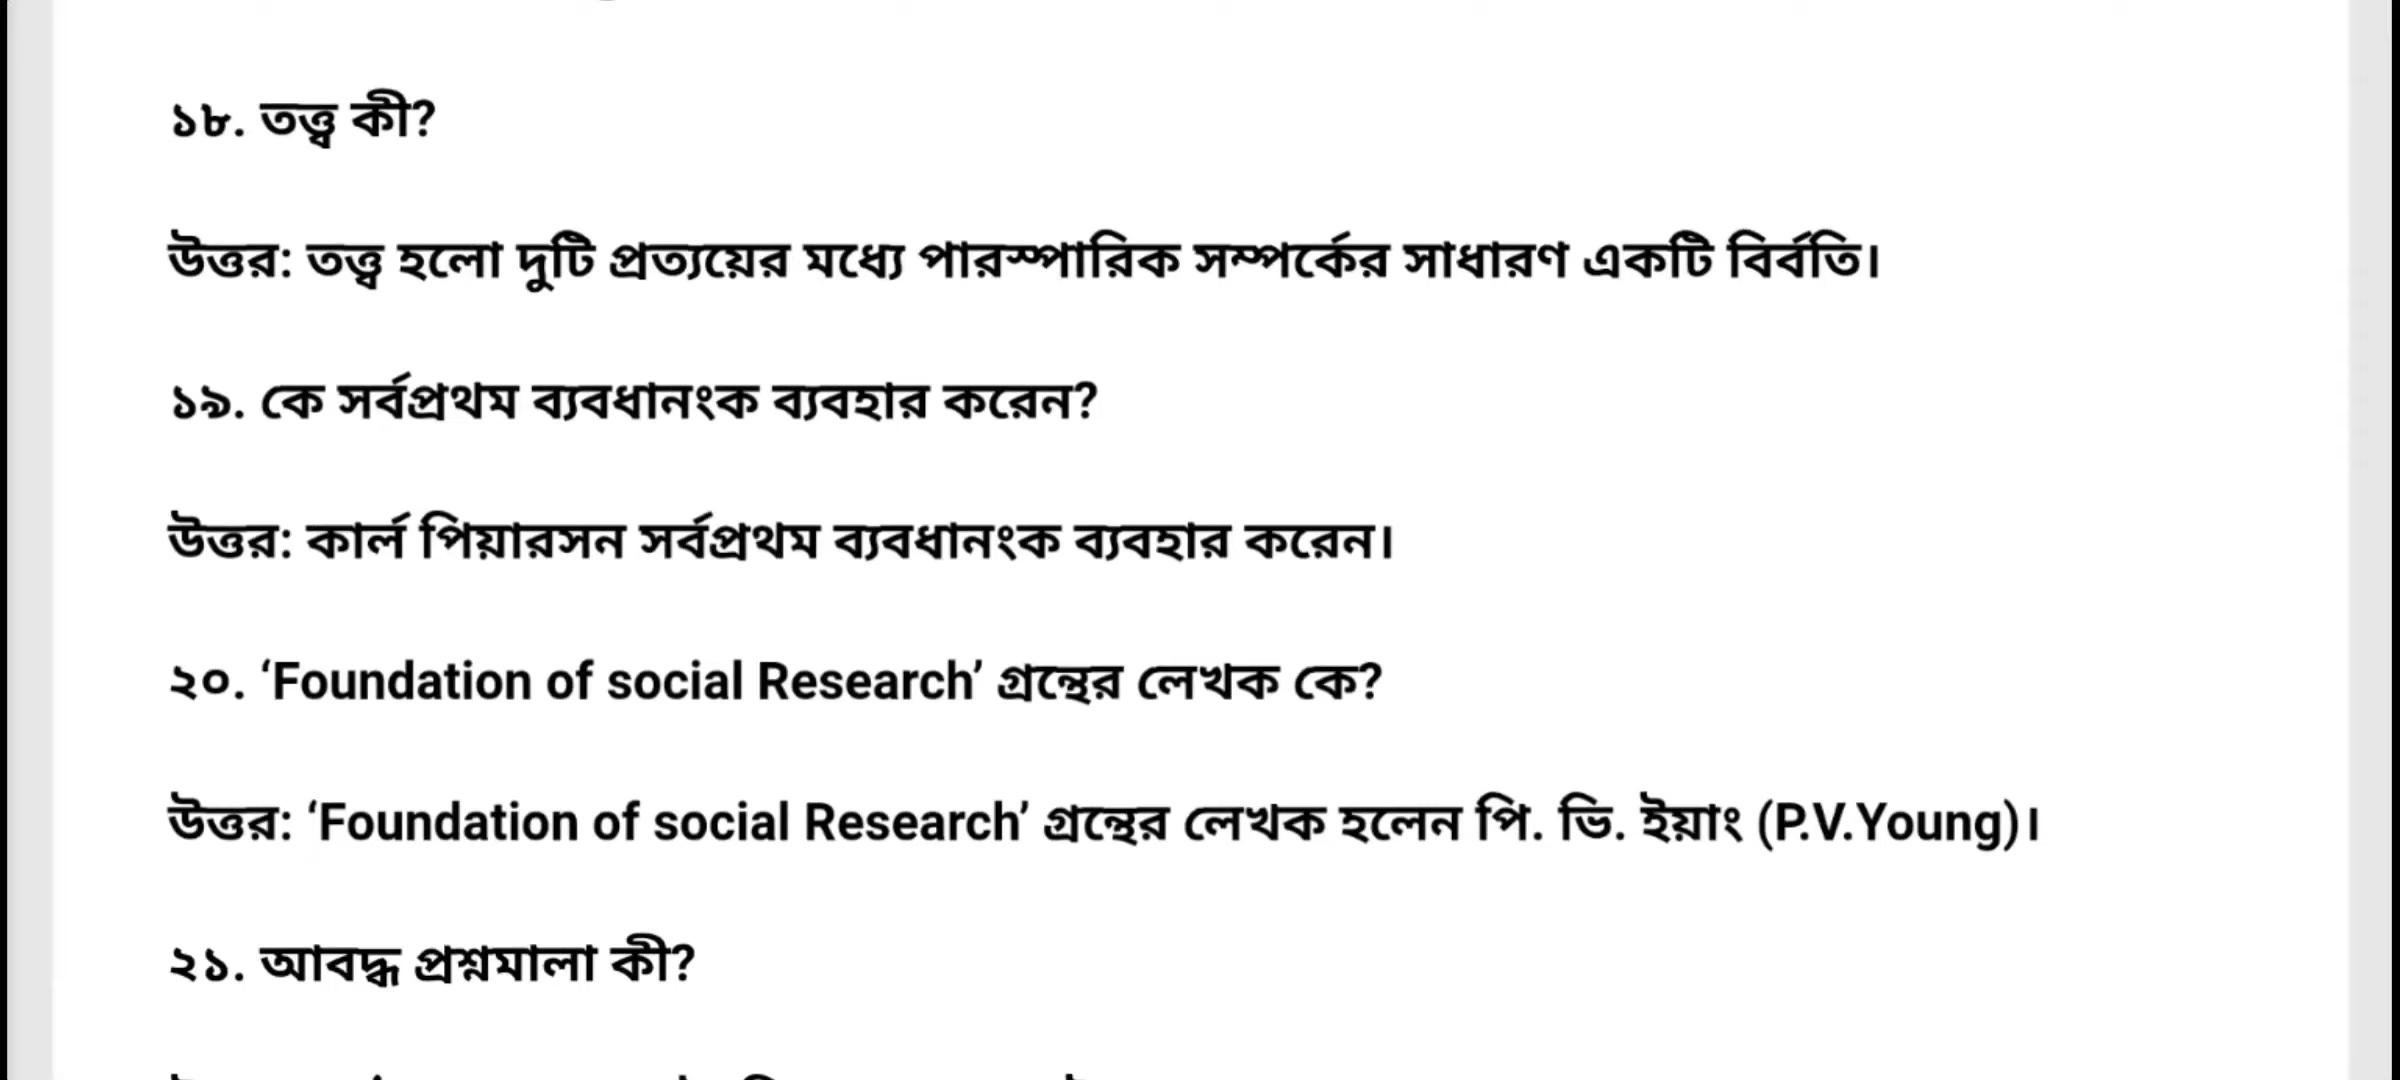 ১৮. তত্ত্ব কী?
উত্তর: তত্ত্ব হলো দুটি প্রত্যয়ের মধ্যে পারস্পারিক সম্পর্কের সাধারণ একটি বির্বতি।
১৯. কে সর্বপ্রথম ব্যবধানংক ব্যবহার করেন?
উত্তর: কার্ল পিয়ারসন সর্বপ্রথম ব্যবধানংক ব্যবহার করেন।
২০. ‘Foundation of social Research’ গ্রন্থের লেখক কে?
উত্তর: ‘Foundation of social Research’ গ্রন্থের লেখক হলেন পি. ভি. ইয়াং (P.V.Young)।
২১. আবদ্ধ প্রশ্নমালা কী?